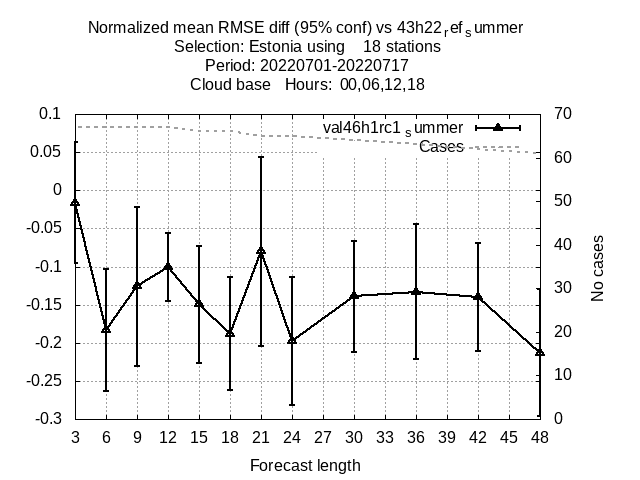 Normalized mean RMSE diff (95% conf) vs 43h22refsummer
Selection: Estonia using 18 stations
Period: 20220701-20220717
Cloud base Hours: 00,06,12,18
0.1
0.05
0
-0.05
-0.1
-0.15
-0.2
-0.25
-0.3
val46h1rc1summer
Cases
70
60
50
40
30
20
10
0
No cases
3 6 9 12 15 18 21 24 27 30 33 36 39 42 45 48
Forecast length